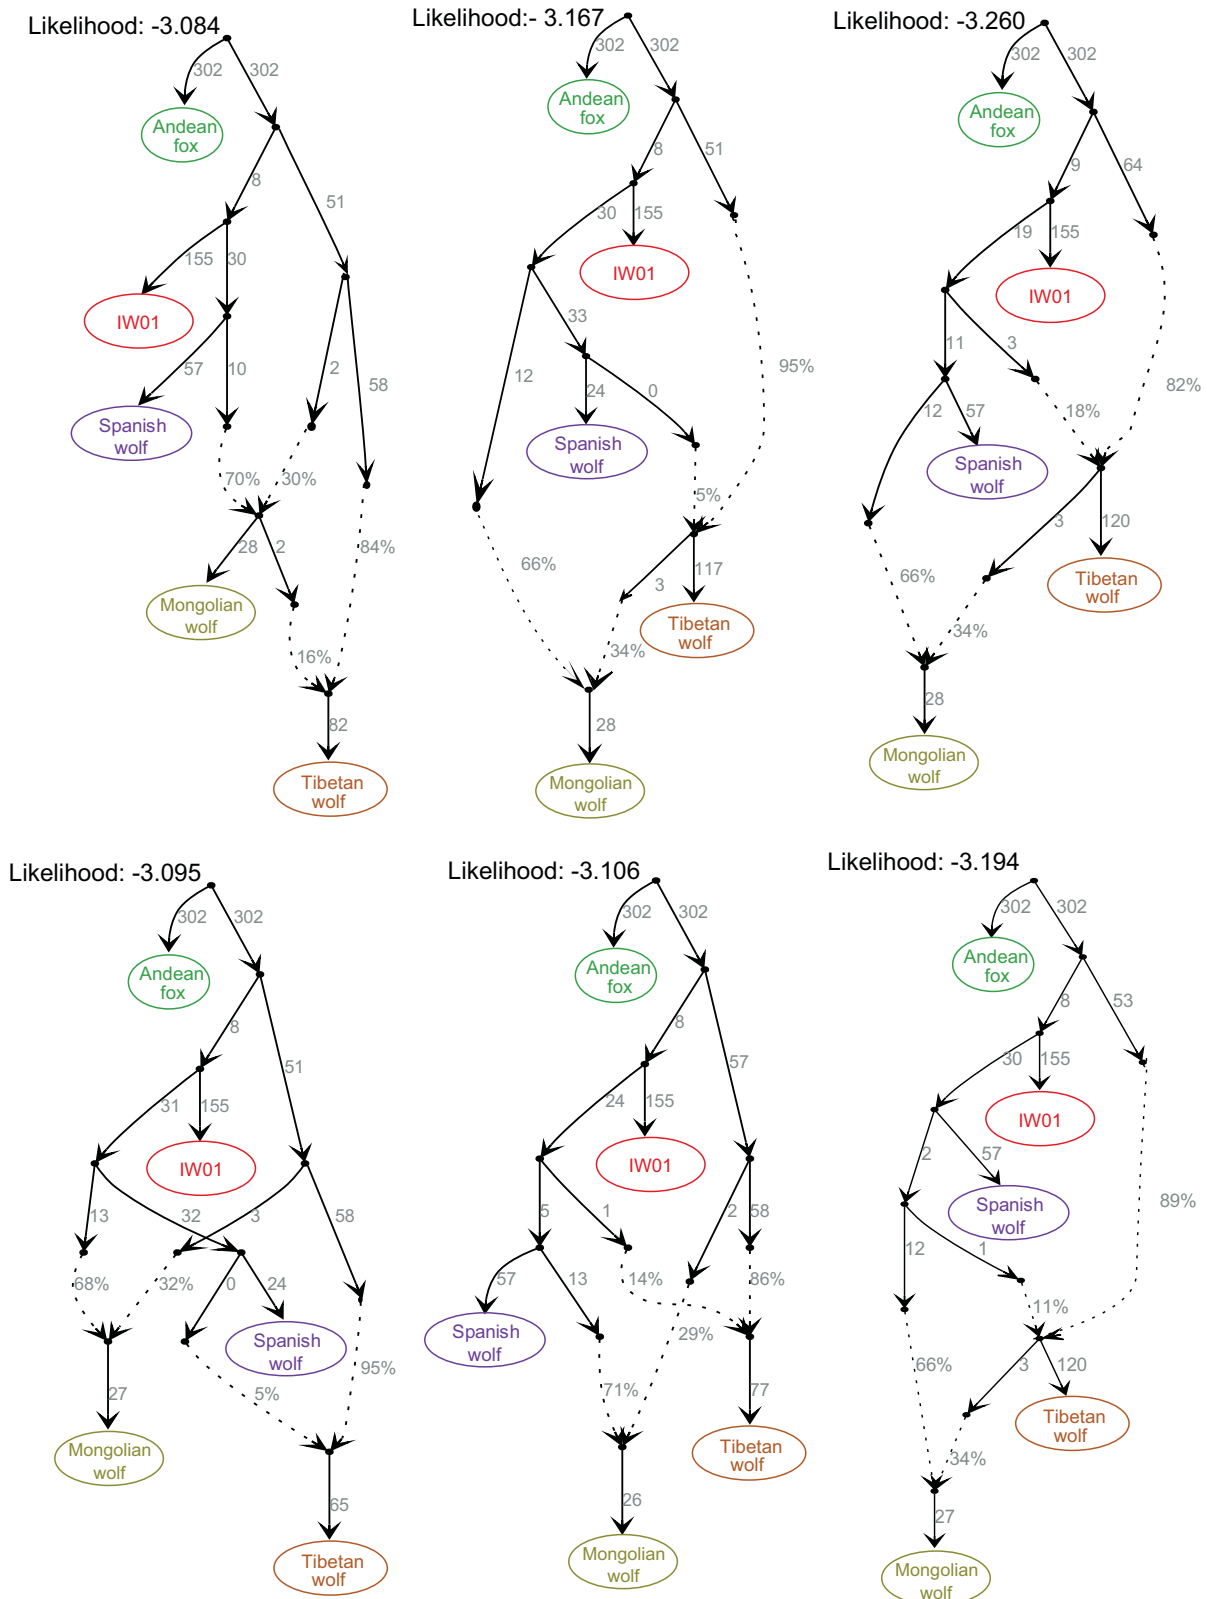 Likelihood: -3.084
302
302
Andean
fox
8
51
155
30
IW01
57
10
2
58
Spanish
wolf
70%
30%
28
2
84%
Mongolian
wolf
16%
82
Tibetan
wolf
Likelihood:- 3.167
302
302
Andean
fox
8
51
30
155
IW01
33
12
24
0
95%
Spanish
wolf
5%
66%
3
117
Tibetan
wolf
34%
28
Mongolian
wolf
Likelihood: -3.260
302
302
Andean
fox
9
64
19
155
IW01
11
3
12
57
18%
82%
Spanish
wolf
3
120
66%
Tibetan
wolf
34%
28
Mongolian
wolf
Likelihood: -3.095
302
302
Andean
fox
8
51
31
155
IW01
13
32
3
58
68%
32%
0
24
Spanish
wolf
95%
5%
27
Mongolian
wolf
65
Tibetan
wolf
Likelihood: -3.106
302
302
Andean
fox
8
57
24
155
IW01
5
1
2
58
57
13
14%
86%
Spanish
wolf
29%
71%
77
Tibetan
wolf
26
Mongolian
wolf
Likelihood: -3.194
302
302
Andean
fox
8
53
30
155
IW01
2
57
Spanish
wolf
89%
12
1
11%
66%
3
120
Tibetan
wolf
34%
27
Mongolian
wolf